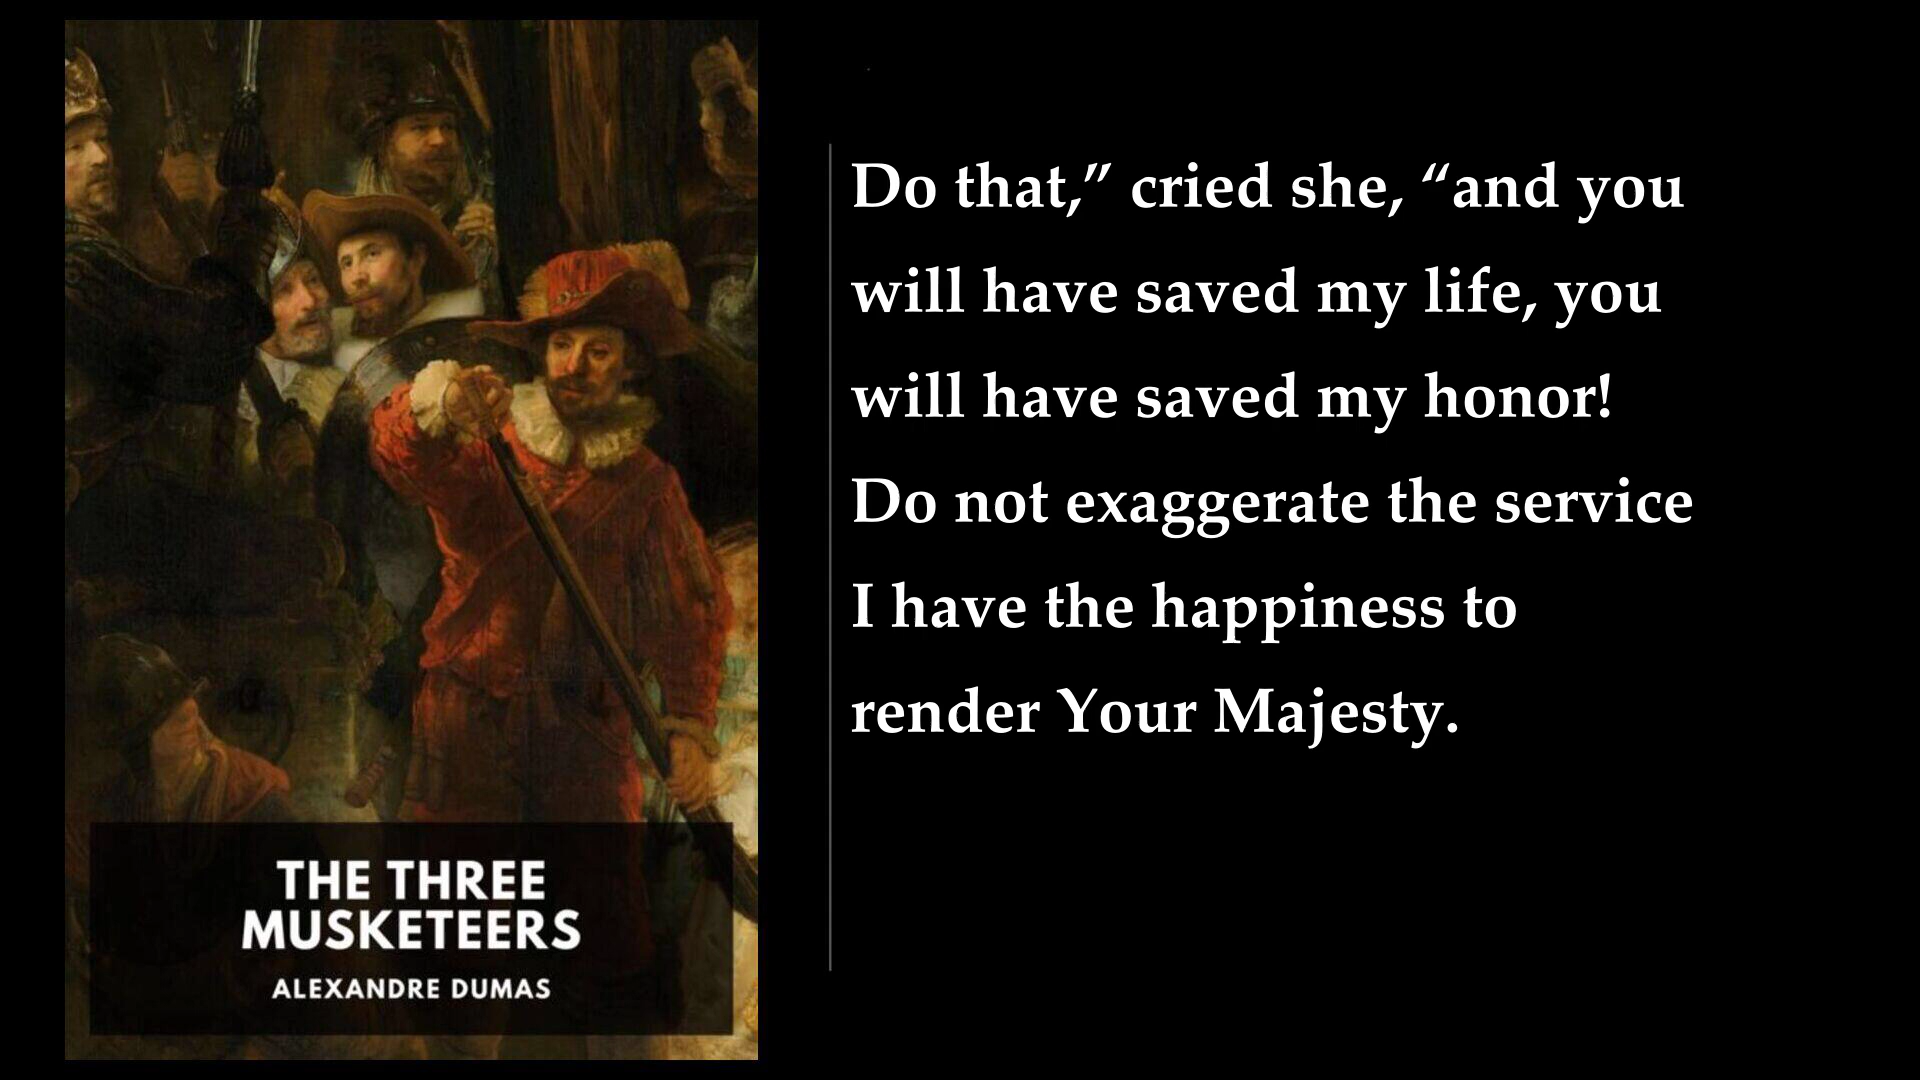 THE THREE
MUSKETEERS
ALEXANDRE DUMAS
Do that,” cried she, “and you
will have saved my life, you
will have saved my honor!
Do not exaggerate the service
I have the happiness to
render Your Majesty.